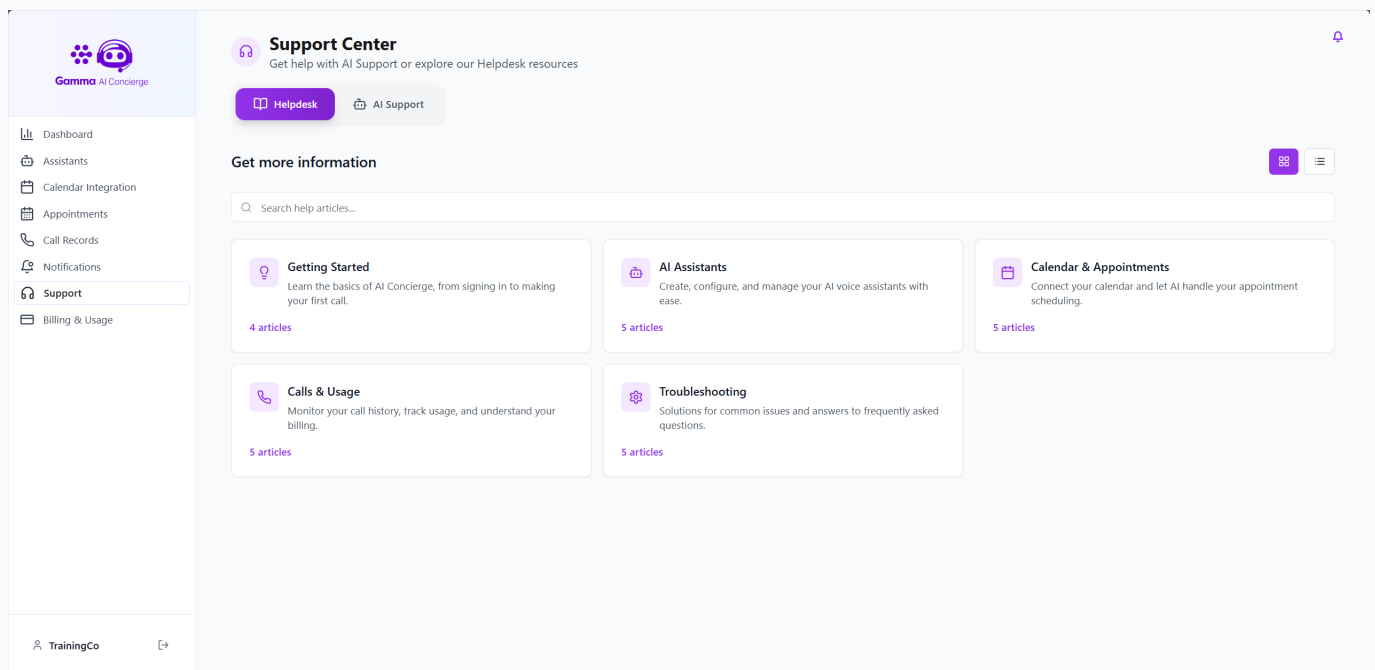 Gamma AI Concierge
Dashboard
Assistants
Calendar Integration
Appointments
Call Records
Notifications
Support
Billing & Usage
TrainingCo
Support Center
Get help with AI Support or explore our Helpdesk resources
Helpdesk
AI Support
Get more information
Search help articles...
Getting Started
Learn the basics of AI Concierge, from signing in to making
your first call.
4 articles
AI Assistants
Create, configure, and manage your AI voice assistants with
ease.
5 articles
Calendar & Appointments
Connect your calendar and let AI handle your appointment
scheduling.
5 articles
Calls & Usage
Monitor your call history, track usage, and understand your
billing.
5 articles
Troubleshooting
Solutions for common issues and answers to frequently asked
questions.
5 articles